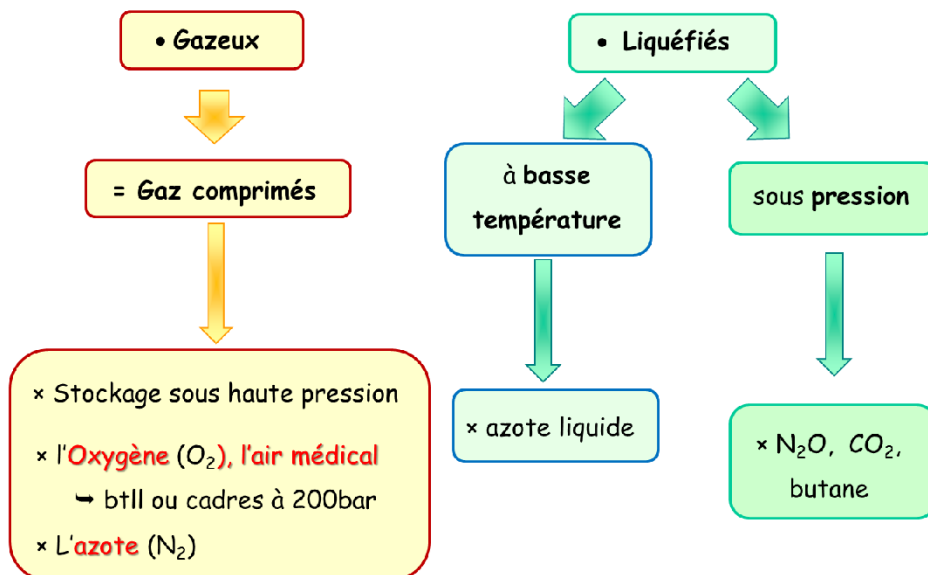 • Gazeux
= Gaz comprimés
× Stockage sous haute pression
× l'Oxygène (O₂), l'air médical
➥ btll ou cadres à 200bar
× L'azote (N₂)
• Liquéfiés
à basse
température
× azote liquide
sous pression
× N₂O, CO₂,
butane